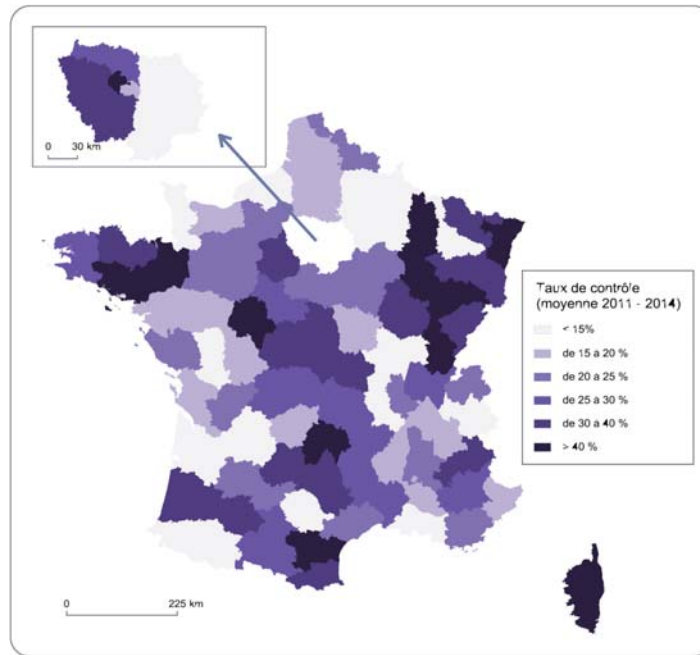 0 30 km
Taux de contrôle
(moyenne 2011 - 2014)
< 15%
de 15 à 20 %
de 20 à 25 %
de 25 à 30 %
de 30 à 40 %
> 40 %
0 225 km